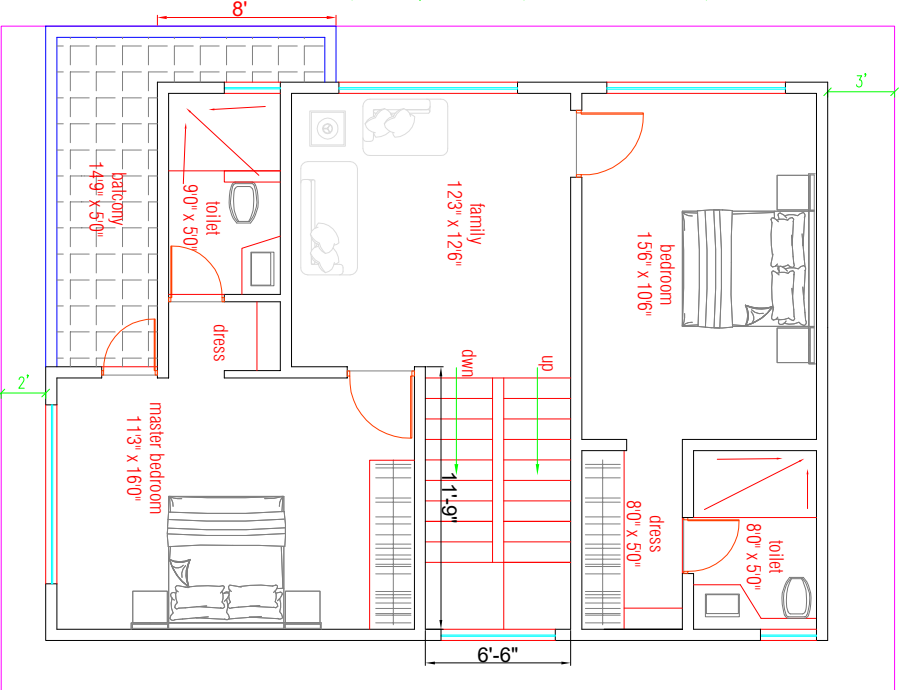 8'
3'
balcony
14'9" x 5'0"
toilet
9'0" x 5'0"
family
12'3" x 12'6"
bedroom
15'6" x 10'6"
dress
dwn
up
2'
master bedroom
11'3" x 16'0"
11'-9"
dress
8'0" x 5'0"
toilet
8'0" x 5'0"
6'-6"